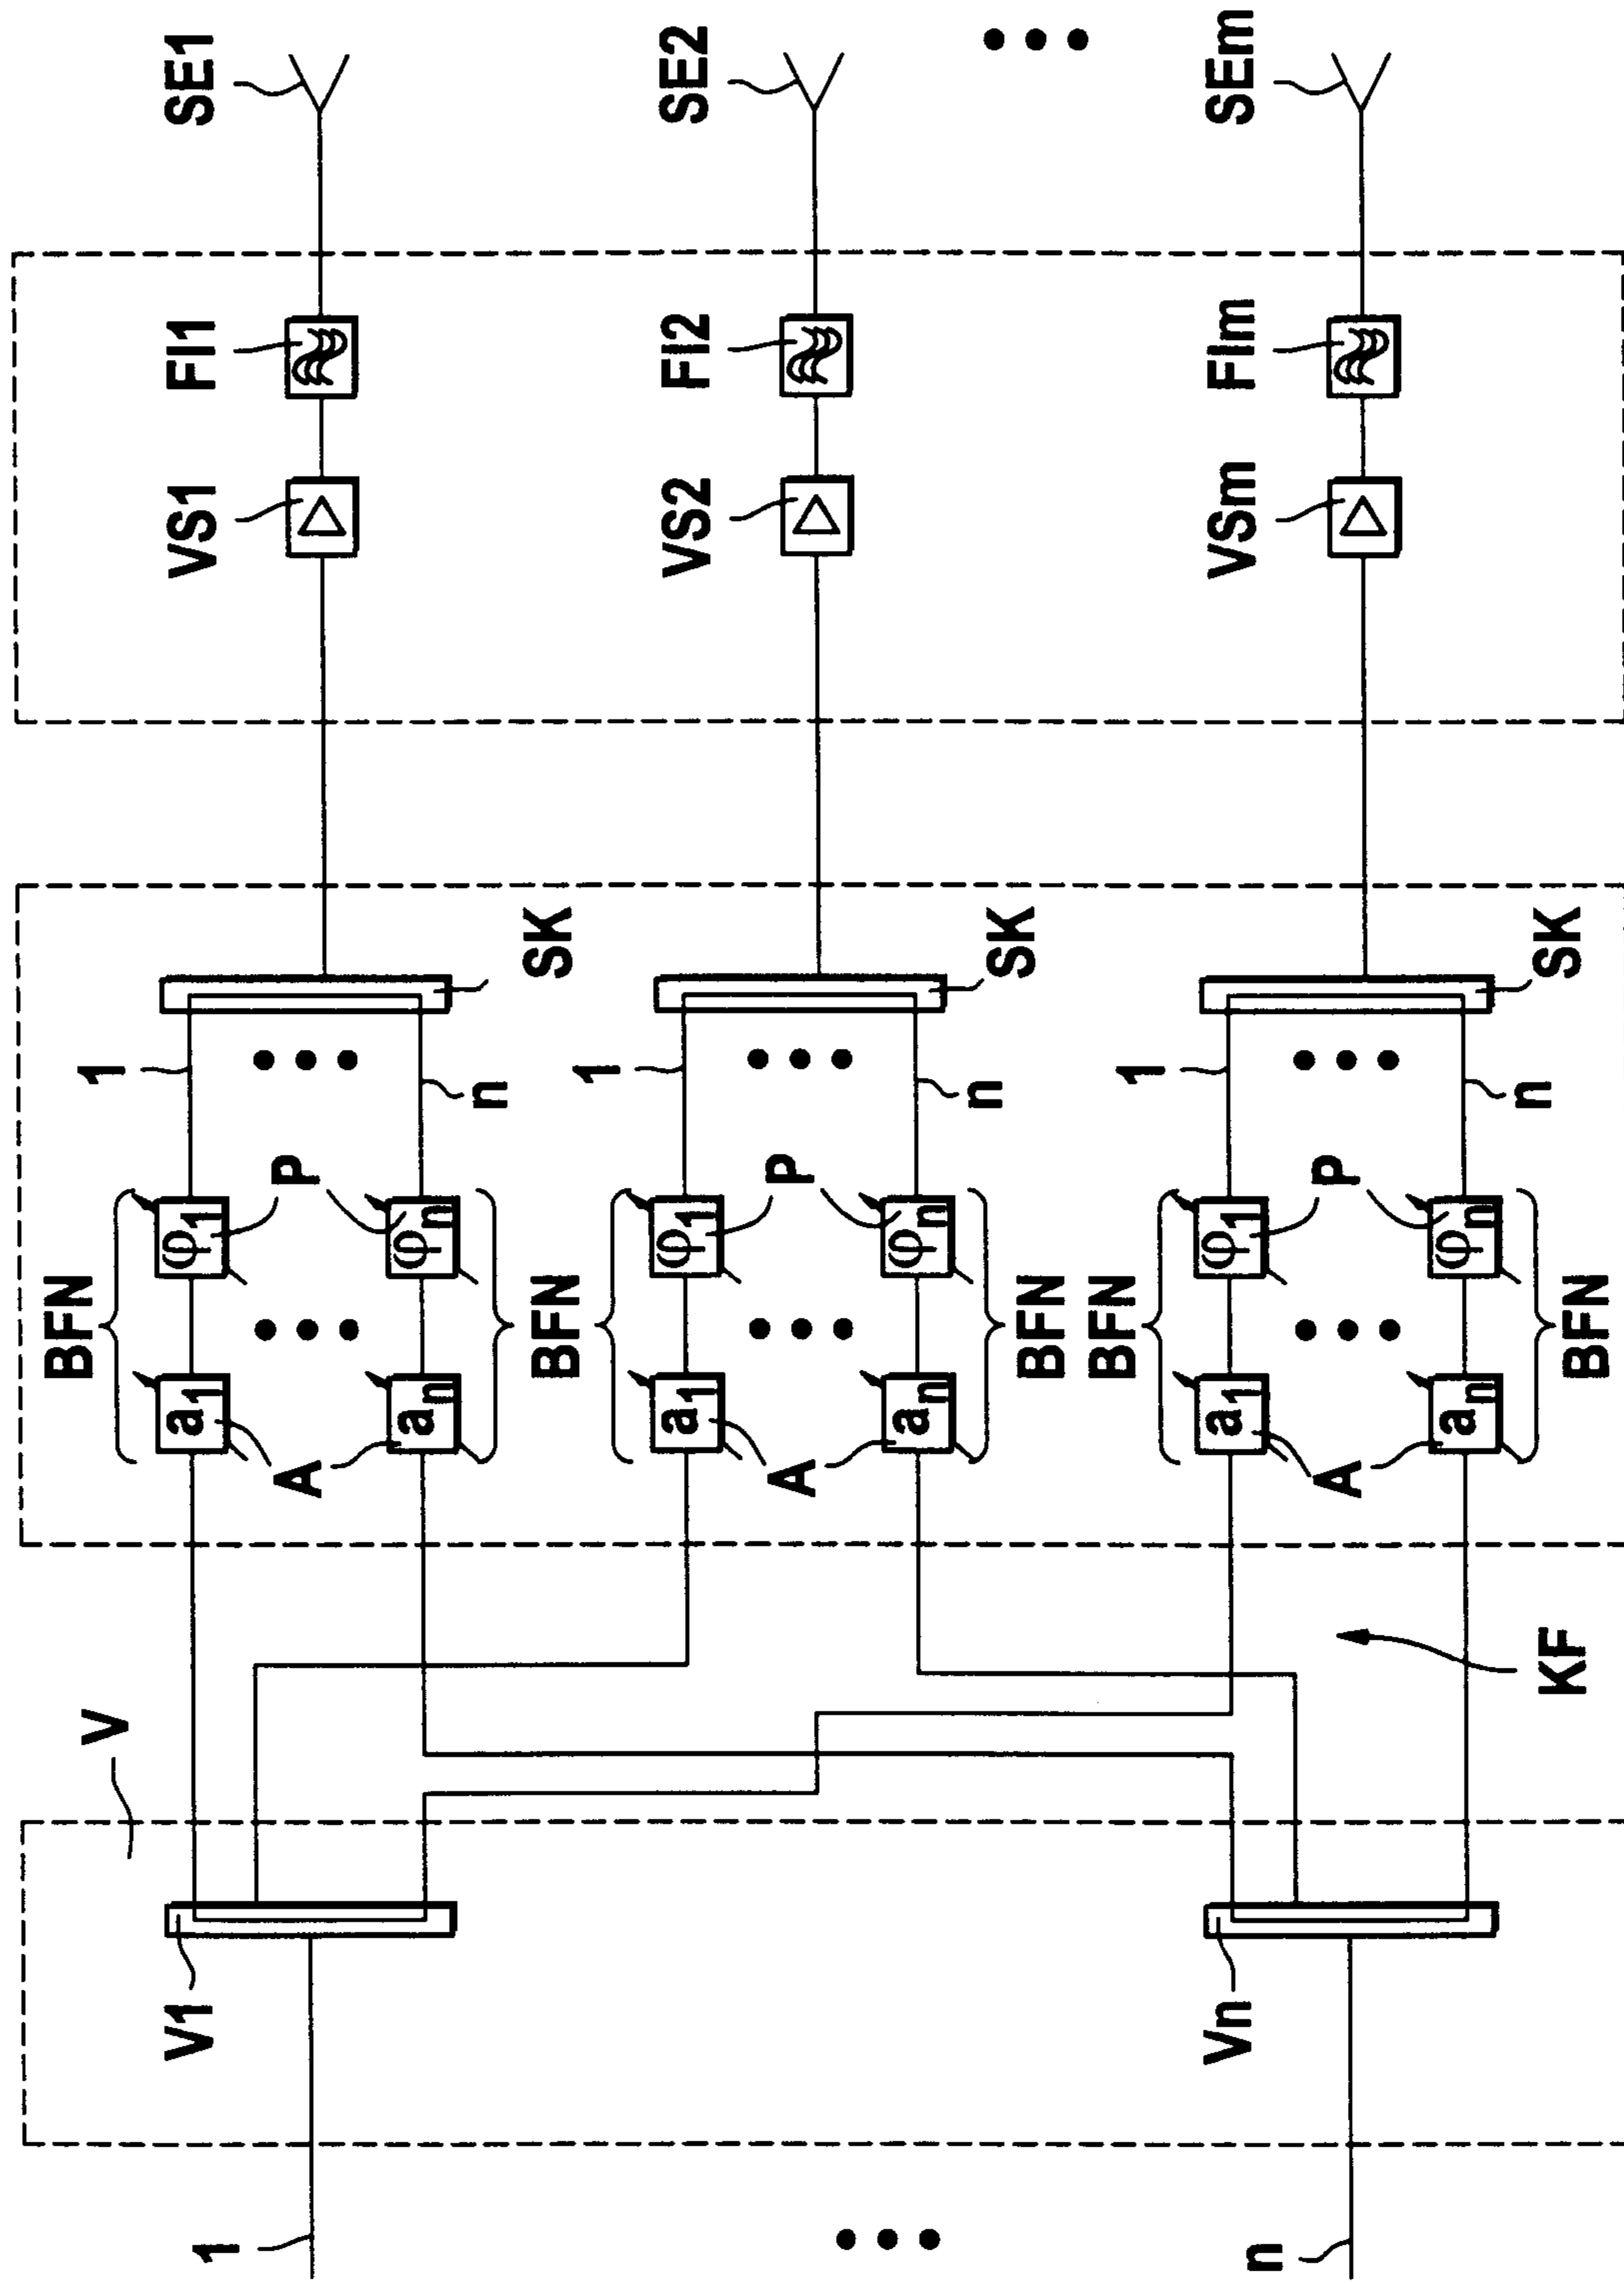 SE1
SE2
SEm
FI1
FI2
FIm
VS1
VS2
VSm
SK
SK
SK
1
n
1
n
1
n
P
P
P
BFN
φ1
φn
BFN
φ1
φn
BFN
BFN
φ1
φn
BFN
a1
an
a1
an
a1
an
A
A
A
KF
V
V1
Vn
1
n